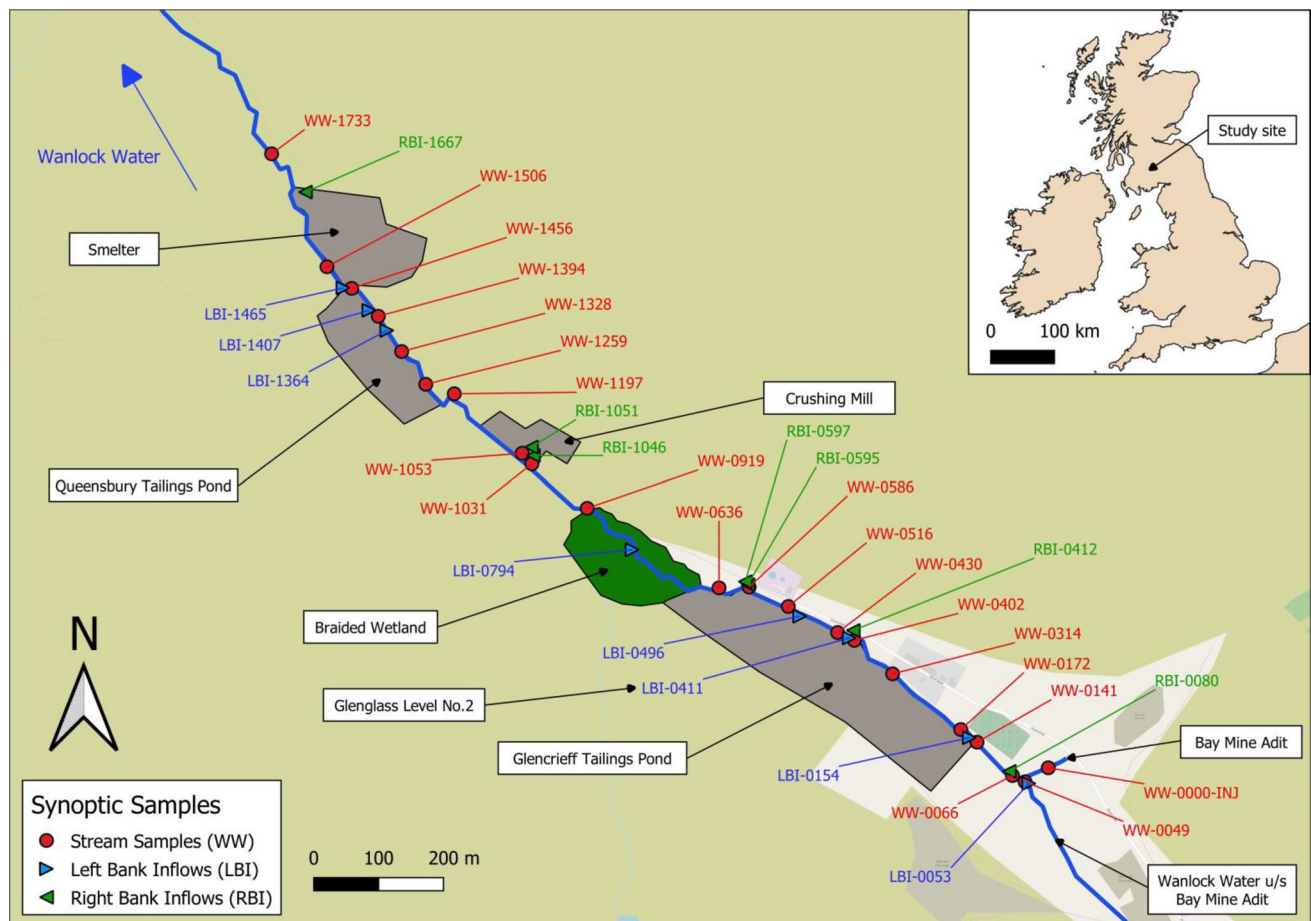 WW-1733
RBI-1667
Wanlock Water
WW-1506
Study site
Smelter
WW-1456
WW-1394
LBI-1465
WW-1328
LBI-1407
0 100 km
WW-1259
LBI-1364
WW-1197
Crushing Mill
RBI-1051
RBI-0597
RBI-1046
RBI-0595
WW-1053
WW-0919
WW-0586
Queensbury Tailings Pond
WW-1031
WW-0636
WW-0516
RBI-0412
WW-0430
LBI-0794
WW-0402
Braided Wetland
N
LBI-0496
WW-0314
WW-0172
RBI-0080
LBI-0411
WW-0141
Glenglass Level No.2
Bay Mine Adit
Glencrieff Tailings Pond
LBI-0154
WW-0000-INJ
Synoptic Samples
WW-0066
WW-0049
Stream Samples (WW)
0 100 200 m
Left Bank Inflows (LBI)
LBI-0053
Wanlock Water u/s
Bay Mine Adit
Right Bank Inflows (RBI)